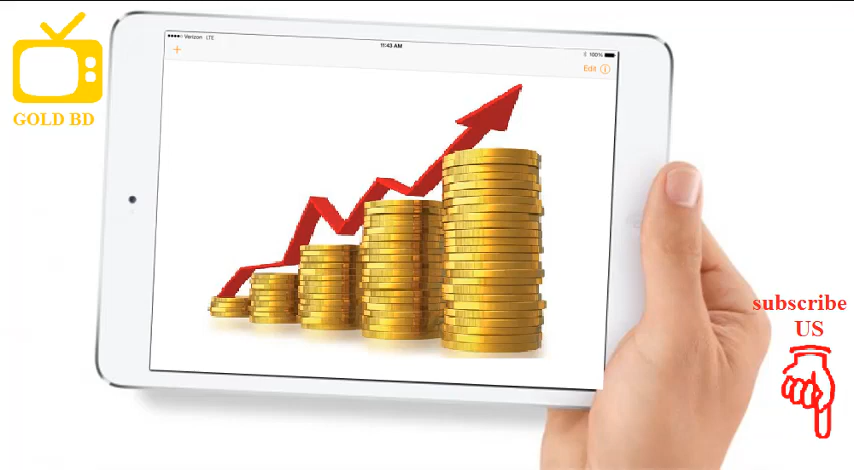 Verizon LTE
11:43 AM
100%
Edit
GOLD BD
subscribe
US